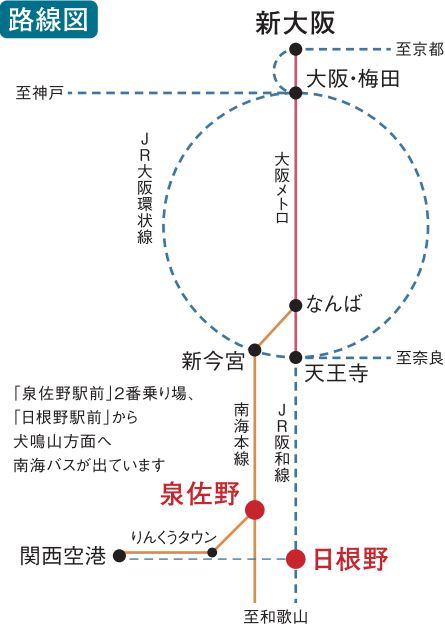 路線図
新大阪
至京都
大阪・梅田
至神戸
JR大阪環状線
大阪メトロ
なんば
新今宮
天王寺
至奈良
「泉佐野駅前」2番乗り場、
「日根野駅前」から
犬鳴山方面へ
南海バスが出ています
南海本線
JR阪和線
泉佐野
りんくうタウン
関西空港
日根野
至和歌山